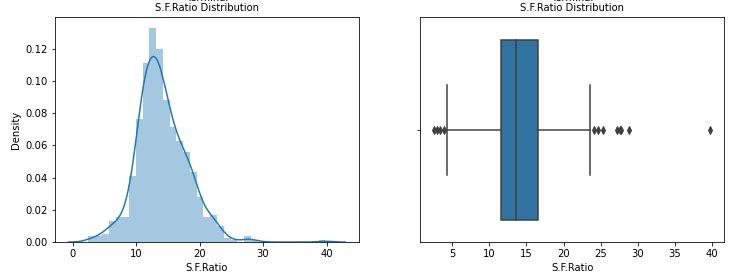 S.F.Ratio Distribution
Density
0.12
0.10
0.08
0.06
0.04
0.02
0.00
0 10 20 30 40
S.F.Ratio
S.F.Ratio Distribution
5 10 15 20 25 30 35 40
S.F.Ratio